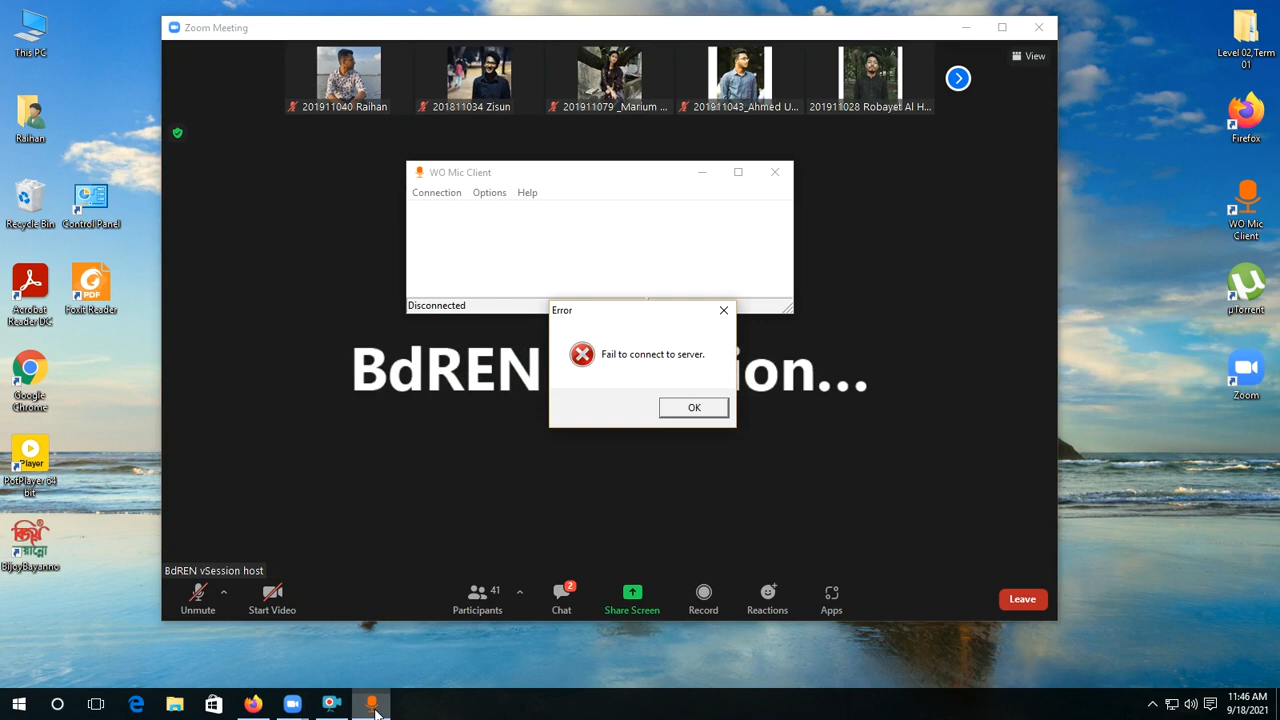 This PC
Raihan
Recycle Bin
Control Panel
Acrobat
Reader DC
Foxit Reader
PDF
Google
Chrome
Player
PotPlayer 64
bit
বিজয়
বায়ান্নো
BijoyBayanno
Zoom Meeting
201911040 Raihan
201811034 Zisun
201911079 _Marium ...
201911043_Ahmed U...
201911028 Robayet Al H...
View
WO Mic Client
Connection Options Help
Disconnected
Error
Fail to connect to server.
OK
BdREN
ion...
BdREN vSession host
Unmute
Start Video
41
Participants
2
Chat
Share Screen
Record
Reactions
Apps
Leave
Level 02,Term
01
Firefox
WO Mic
Client
µTorrent
Zoom
11:46 AM
9/18/2021